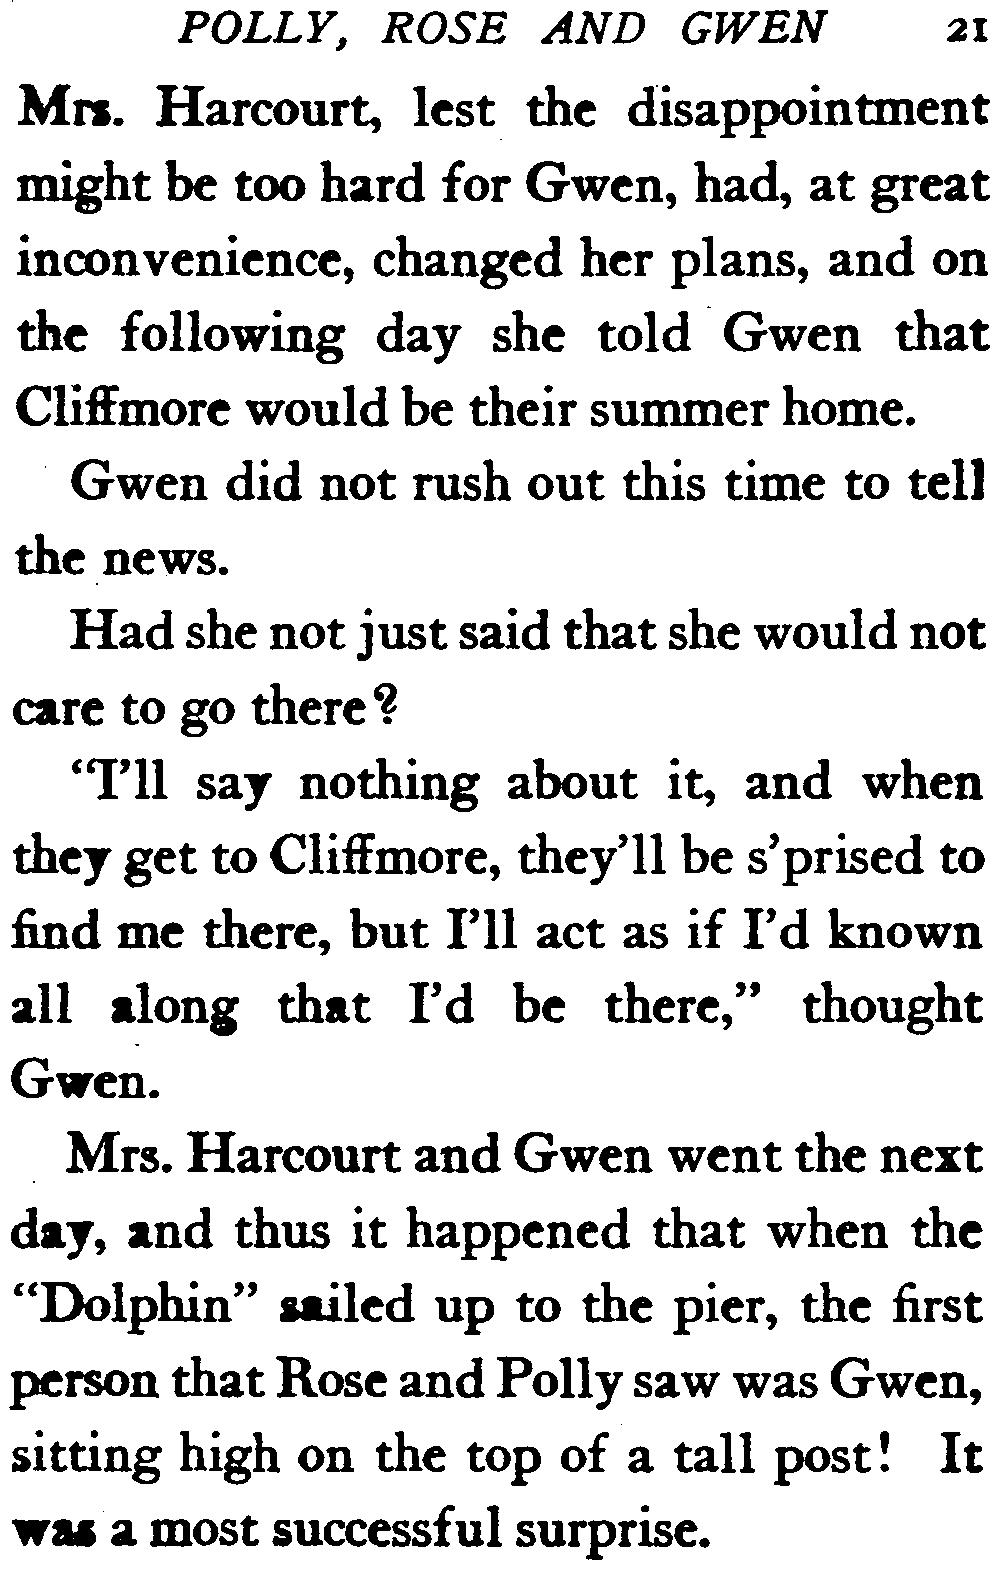 POLLY, ROSE AND GWEN 21
Mrs. Harcourt, lest the disappointment
might be too hard for Gwen, had, at great
inconvenience, changed her plans, and on
the following day she told Gwen that
Cliffmore would be their summer home.
Gwen did not rush out this time to tell
the news.
Had she not just said that she would not
care to go there?
"I'll say nothing about it, and when
they get to Cliffmore, they'll be s'prised to
find me there, but I'll act as if I'd known
all along that I'd be there," thought
Gwen.
Mrs. Harcourt and Gwen went the next
day, and thus it happened that when the
"Dolphin" sailed up to the pier, the first
person that Rose and Polly saw was Gwen,
sitting high on the top of a tall post! It
was a most successful surprise.